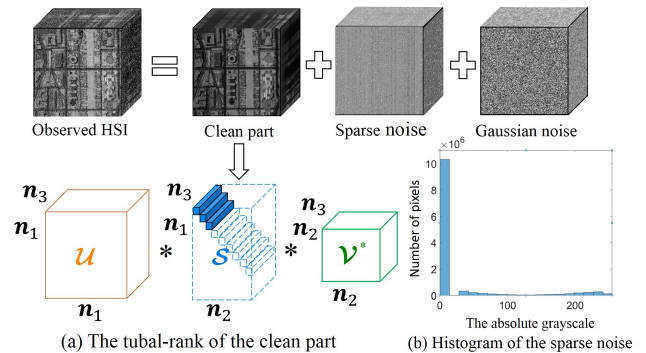 Observed HSI
Clean part
Sparse noise
Gaussian noise
n₃
n₁
U
n₁
*
n₃
n₁
S
n₂
*
n₃
n₂
V*
n₂
(a) The tubal-rank of the clean part
×10⁶
10
8
6
4
2
0
Number of pixels
0 100 200
The absolute grayscale
(b) Histogram of the sparse noise